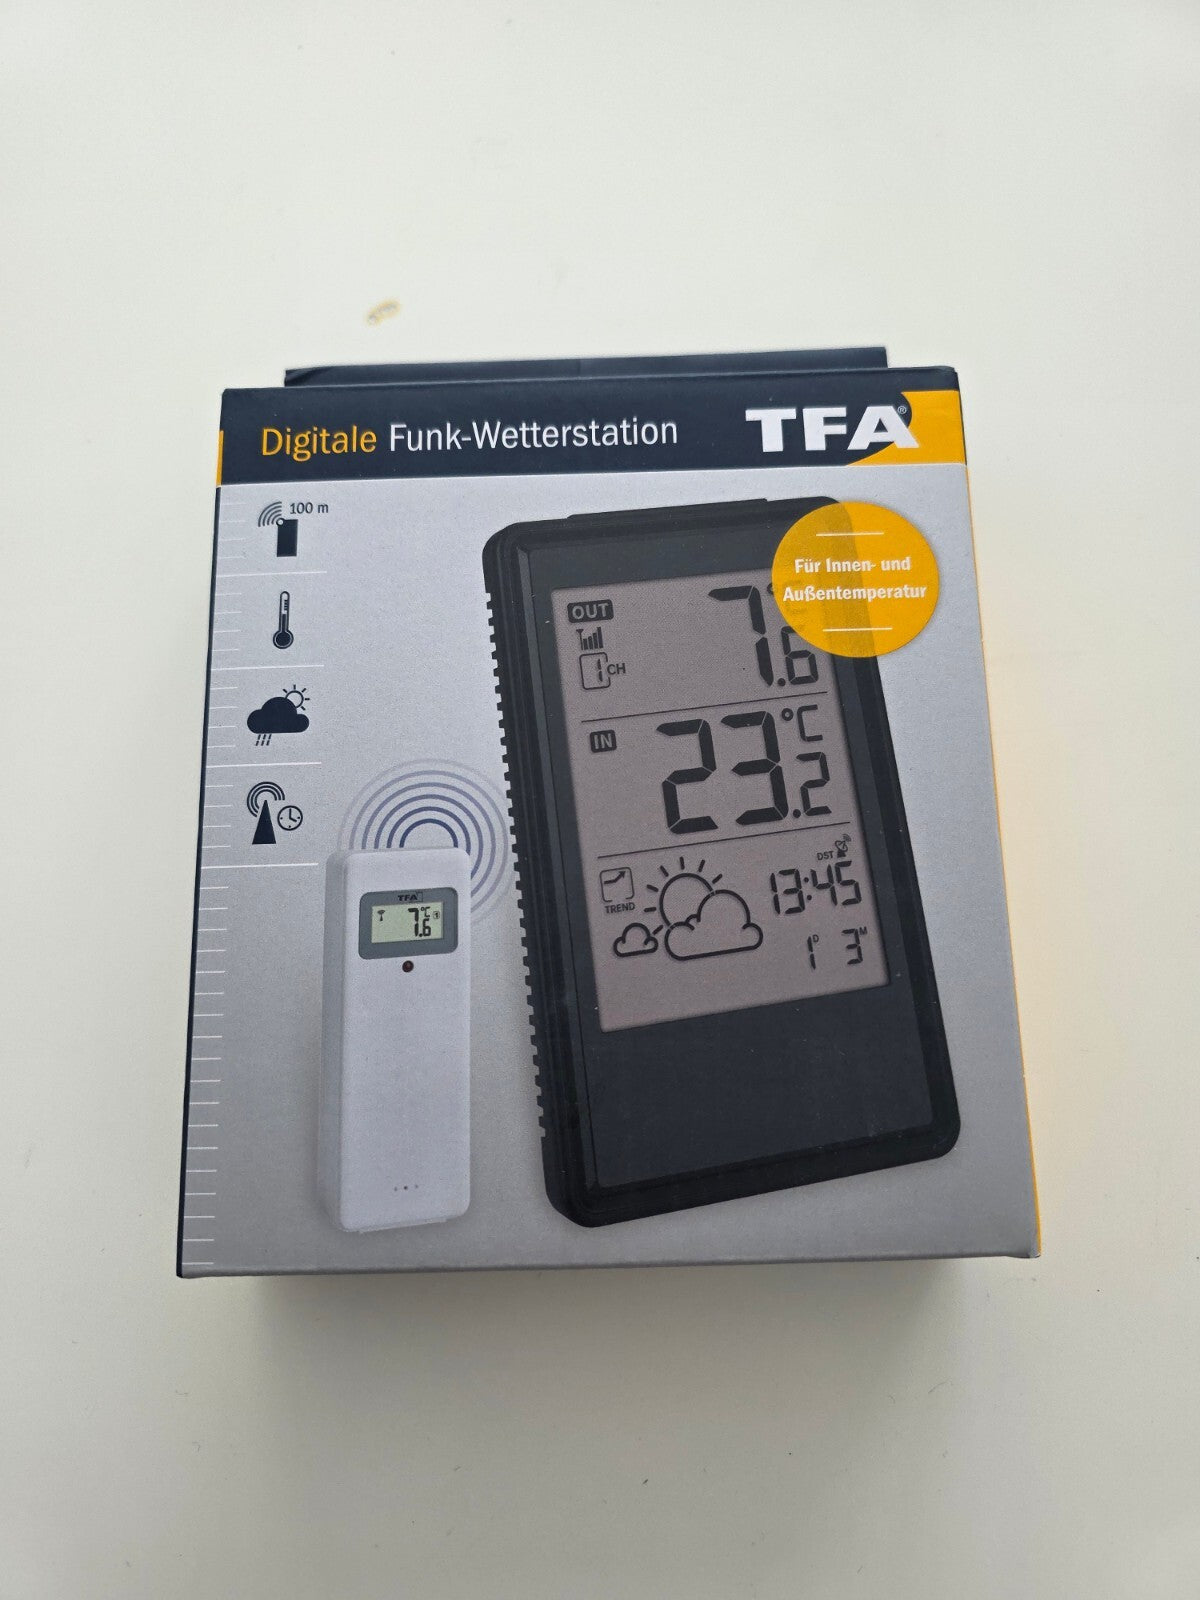 Digitale Funk-Wetterstation
TFA®
100 m
Für Innen- und
Außentemperatur
OUT
7.6 °C
1 CH
IN
23.2 °C
DST
TREND
13:45
1 D 3 M
TFA
7.6 °C